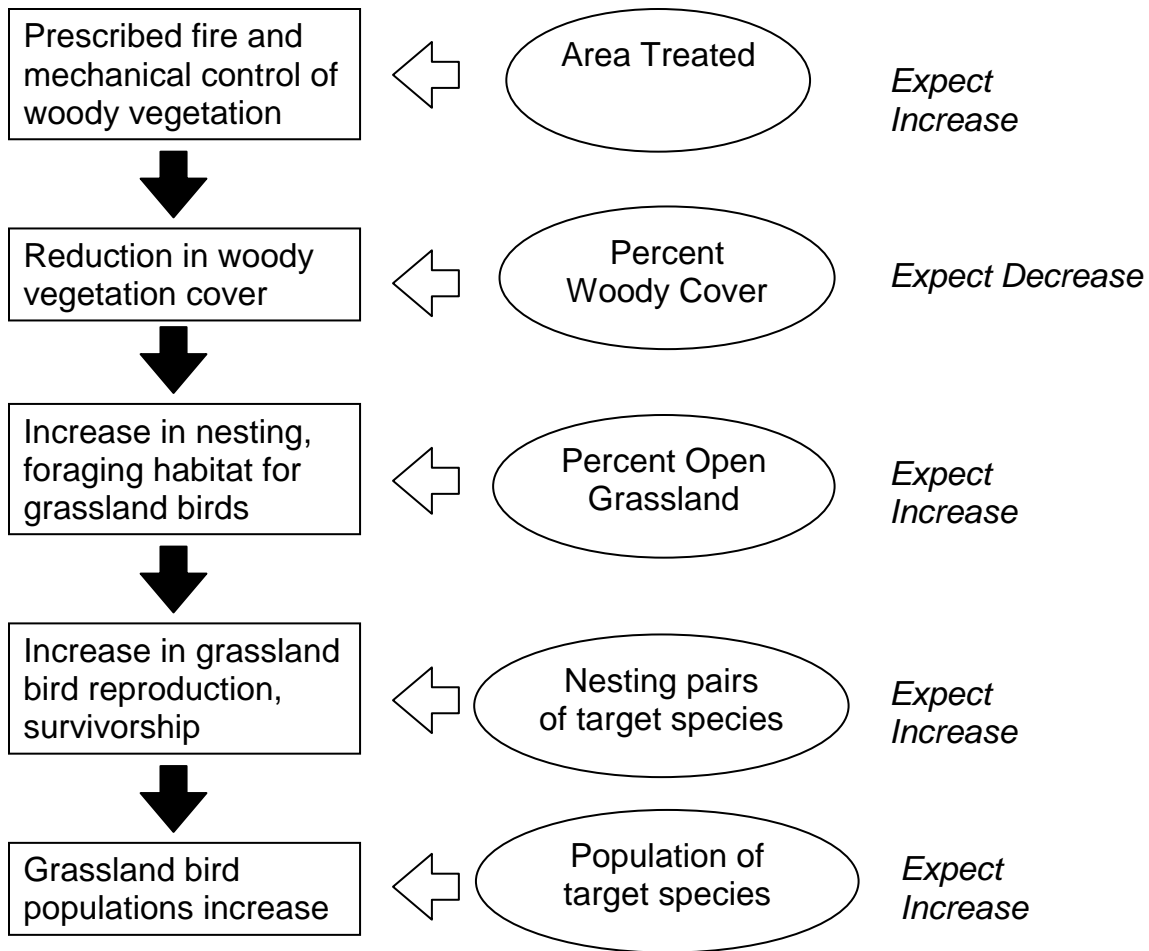 Prescribed fire and
mechanical control of
woody vegetation
Area Treated
Expect
Increase
Reduction in woody
vegetation cover
Percent
Woody Cover
Expect Decrease
Increase in nesting,
foraging habitat for
grassland birds
Percent Open
Grassland
Expect
Increase
Increase in grassland
bird reproduction,
survivorship
Nesting pairs
of target species
Expect
Increase
Grassland bird
populations increase
Population of
target species
Expect
Increase